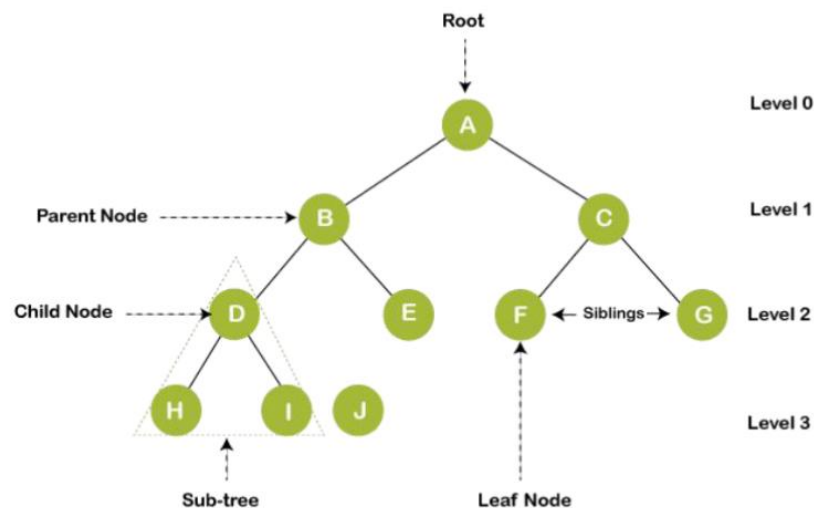 Root
Level 0
A
Level 1
Parent Node
B
C
Child Node
D
E
F
Siblings
G
Level 2
H
I
J
Level 3
Sub-tree
Leaf Node